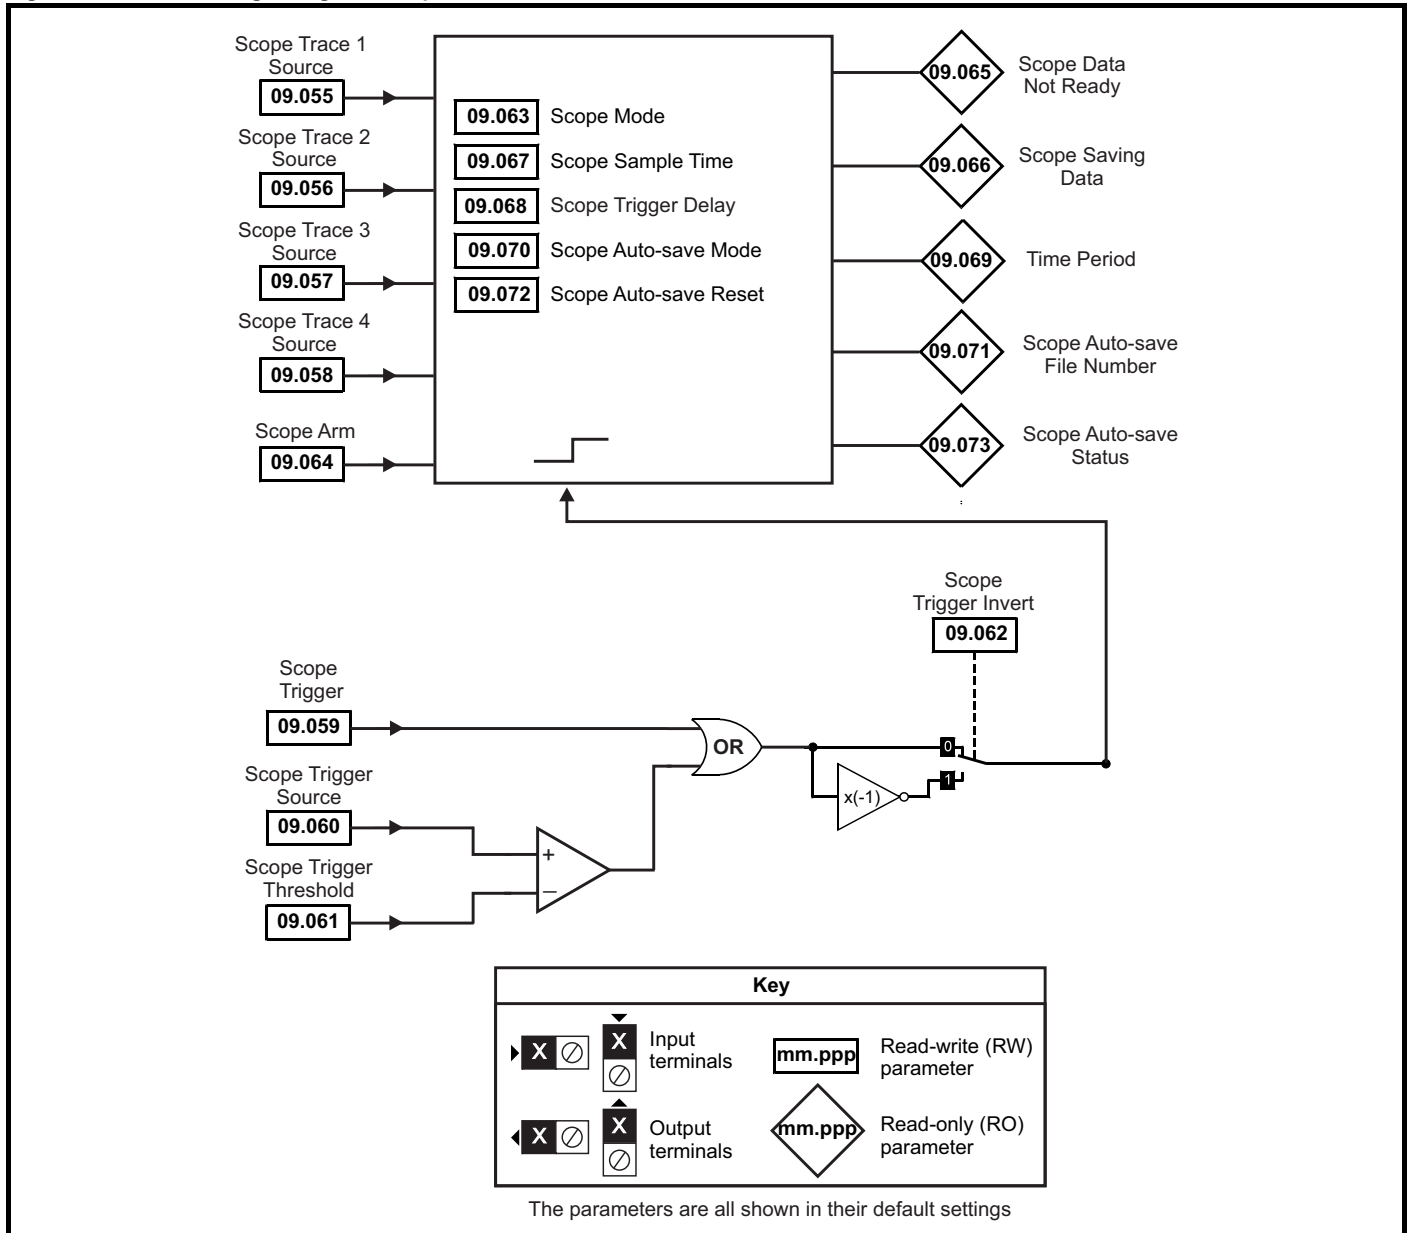 Scope Trace 1
Source
09.055
Scope Trace 2
Source
09.056
Scope Trace 3
Source
09.057
Scope Trace 4
Source
09.058
Scope Arm
09.064
09.063 Scope Mode
09.067 Scope Sample Time
09.068 Scope Trigger Delay
09.070 Scope Auto-save Mode
09.072 Scope Auto-save Reset
09.065
Scope Data
Not Ready
09.066
Scope Saving
Data
09.069
Time Period
09.071
Scope Auto-save
File Number
09.073
Scope Auto-save
Status
Scope
Trigger Invert
09.062
Scope
Trigger
09.059
Scope Trigger
Source
09.060
Scope Trigger
Threshold
09.061
+
−
OR
x(-1)
0
1
Key
X
X
Input
terminals
mm.ppp
Read-write (RW)
parameter
X
X
Output
terminals
mm.ppp
Read-only (RO)
parameter
The parameters are all shown in their default settings